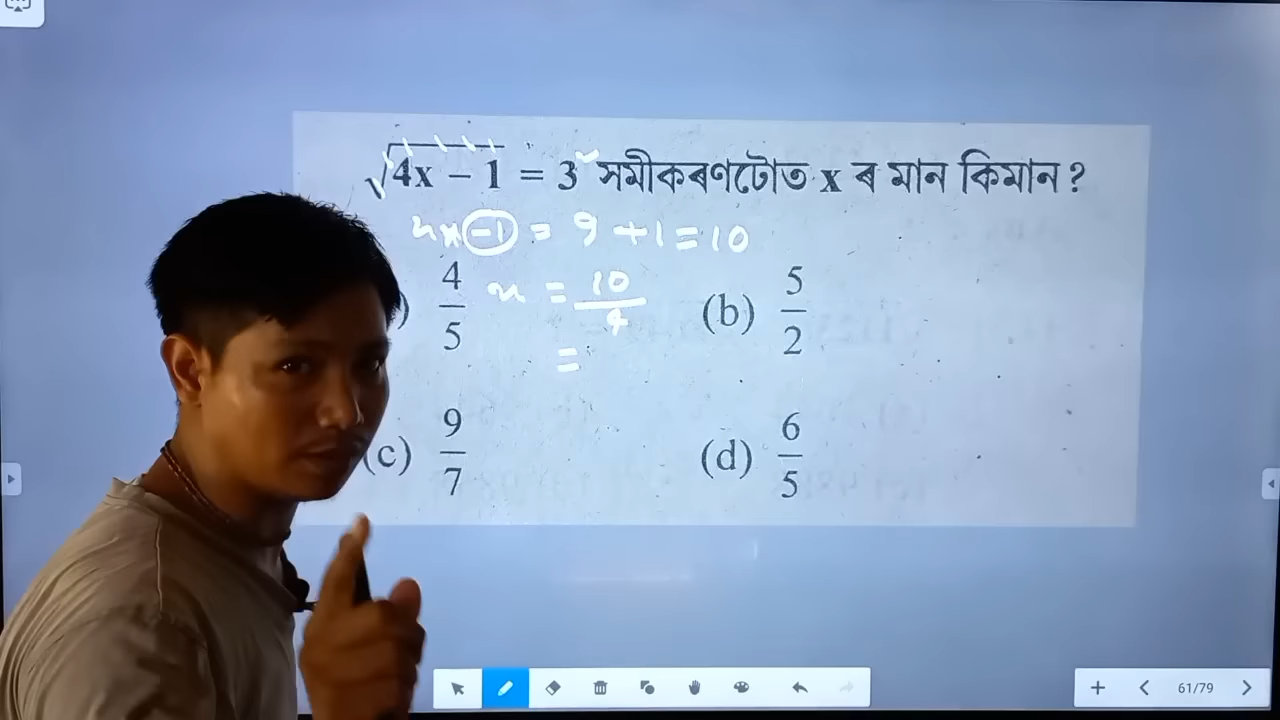 √4x − 1 = 3 সমীকৰণটোত x ৰ মান কিমান ?
4x −1 = 9 + 1 = 10
) 4/5
x = 10/4
(b) 5/2
=
(c) 9/7
(d) 6/5
61/79